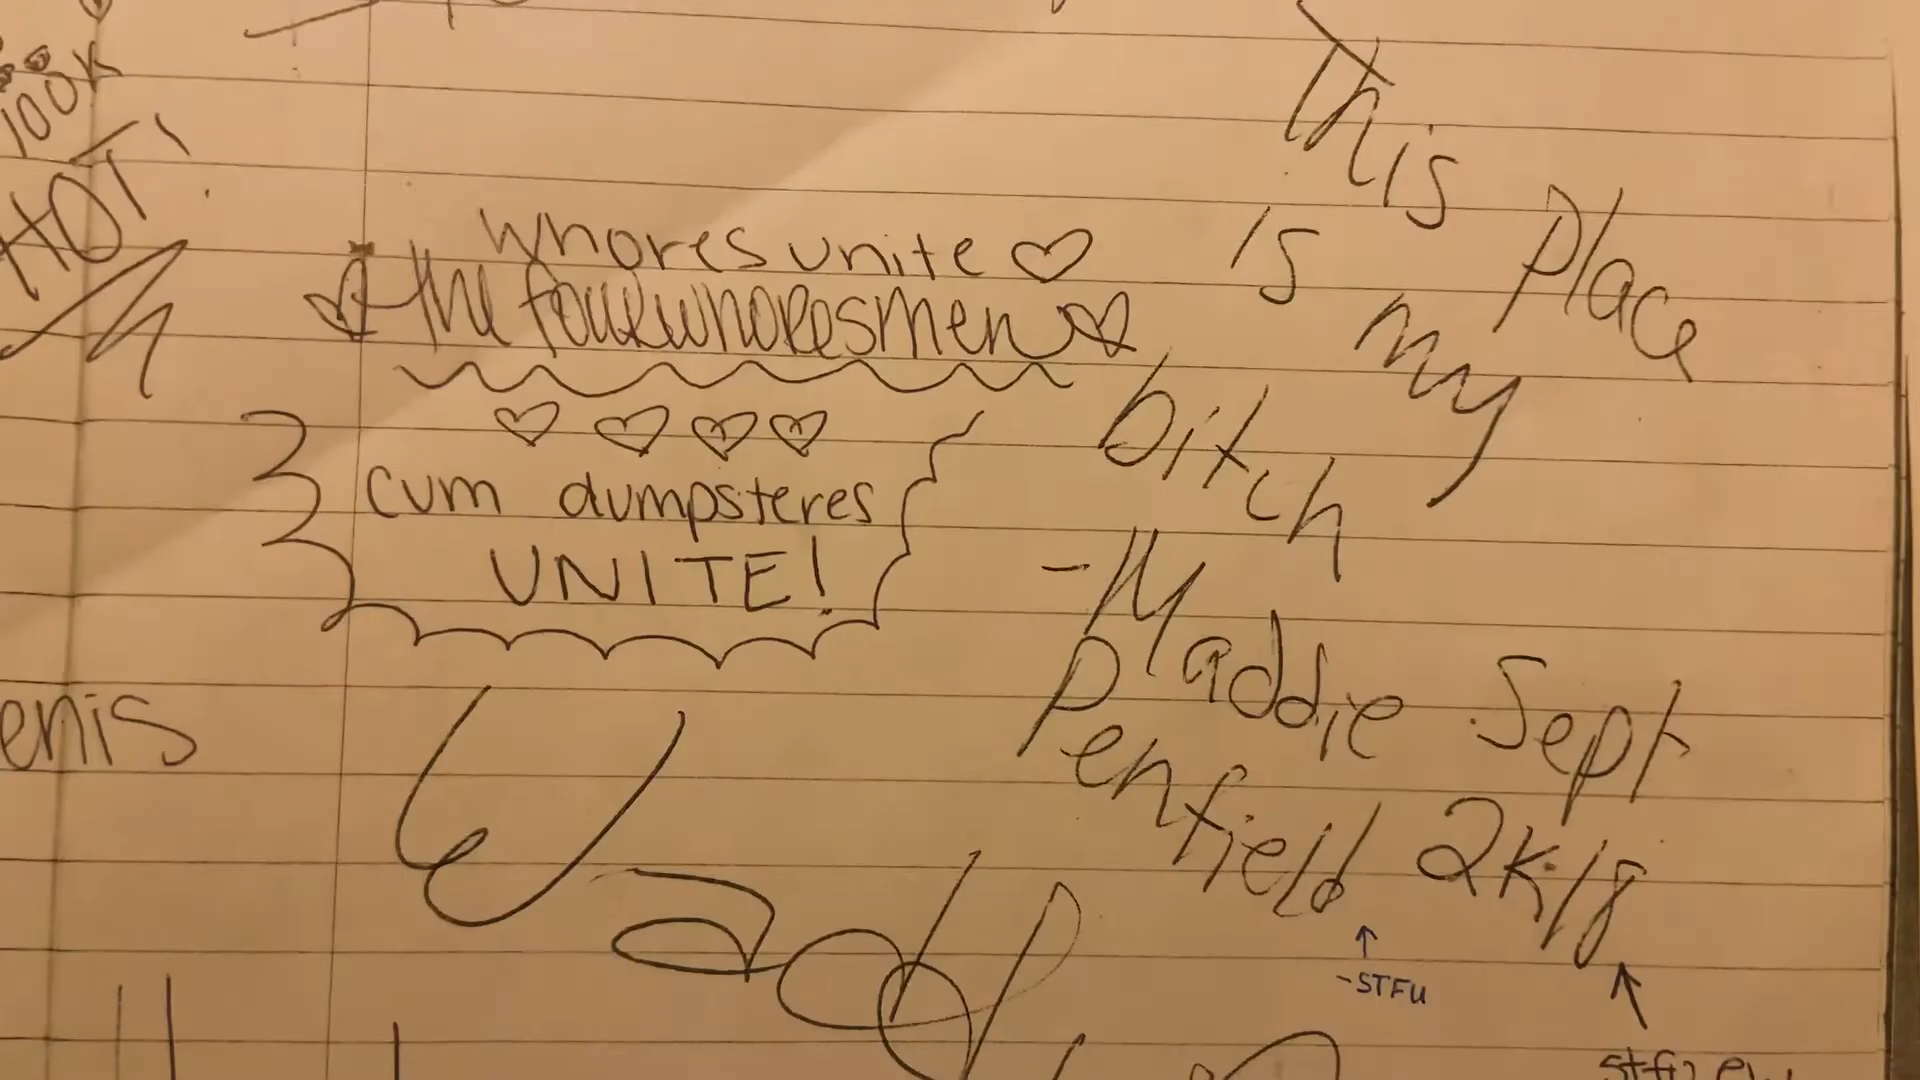 100K
HOT!
whores unite ♡
the fourwhoresmen
cum dumpsteres
UNITE!
enis
This place
is my
bitch
-Maddie Sept
Penfield 2k18
-STFU
stfu